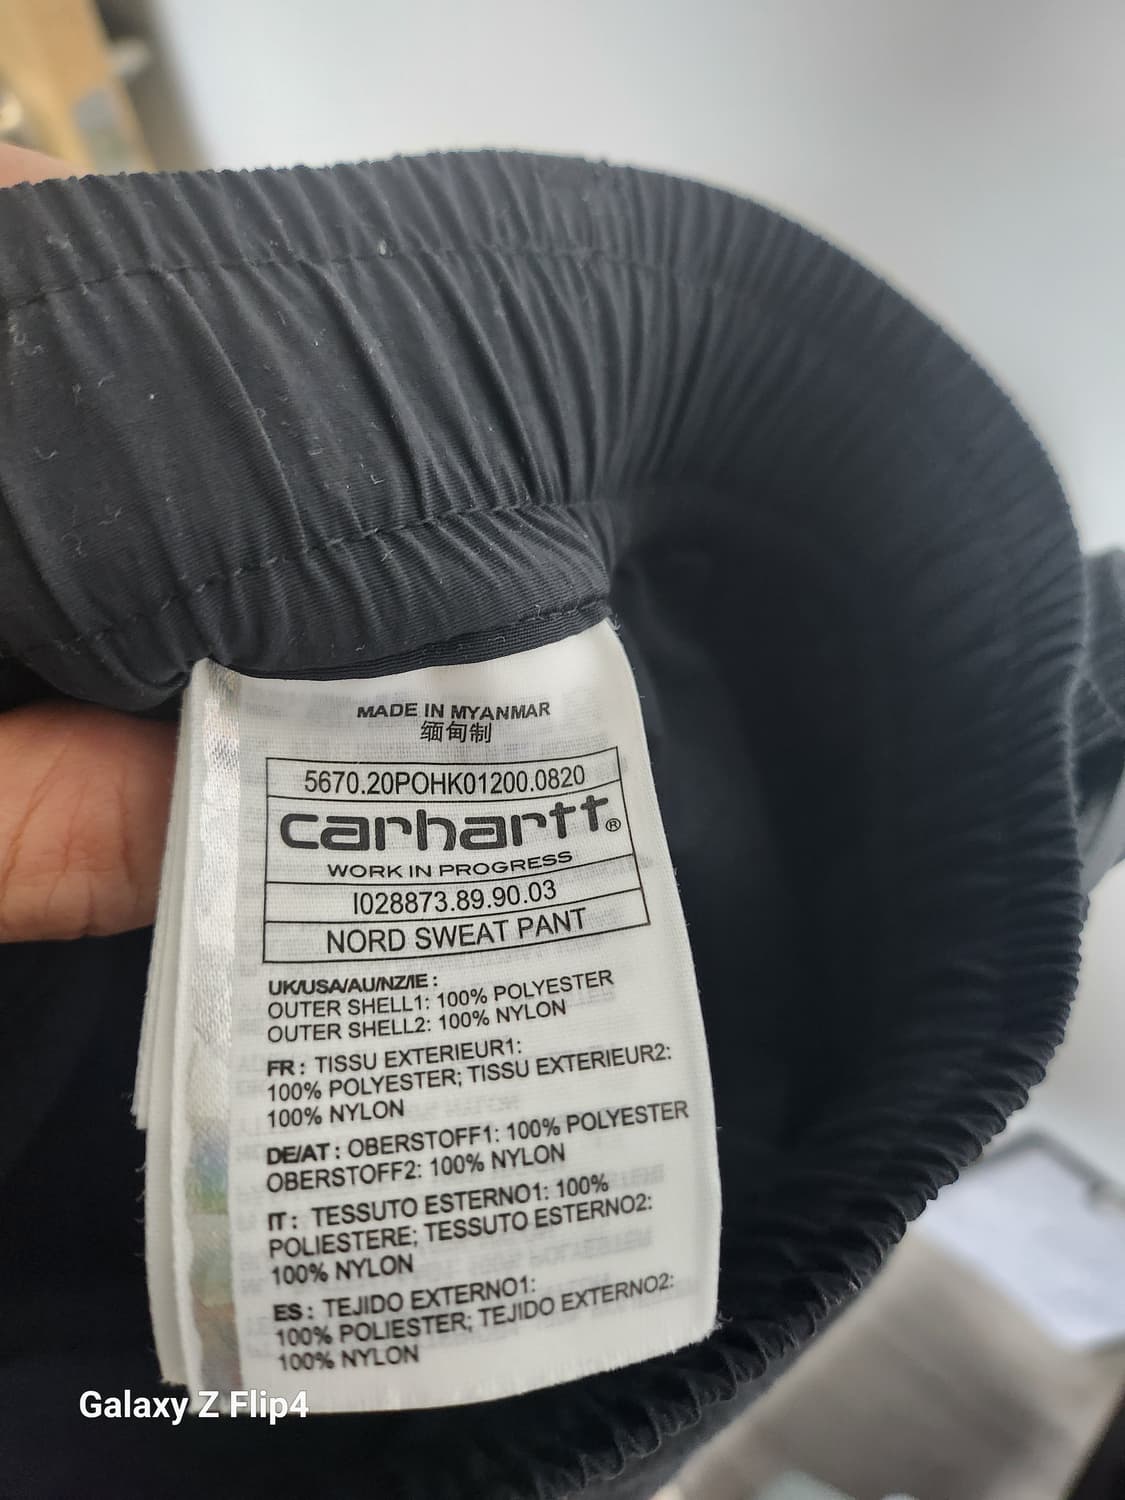 MADE IN MYANMAR
缅甸制
5670.20POHK01200.0820
carhartt®
WORK IN PROGRESS
I028873.89.90.03
NORD SWEAT PANT
UK/USA/AU/NZ/IE :
OUTER SHELL1: 100% POLYESTER
OUTER SHELL2: 100% NYLON
FR : TISSU EXTERIEUR1:
100% POLYESTER; TISSU EXTERIEUR2:
100% NYLON
DE/AT : OBERSTOFF1: 100% POLYESTER
OBERSTOFF2: 100% NYLON
IT : TESSUTO ESTERNO1: 100%
POLIESTERE; TESSUTO ESTERNO2:
100% NYLON
ES : TEJIDO EXTERNO1:
100% POLIESTER; TEJIDO EXTERNO2:
100% NYLON
Galaxy Z Flip4